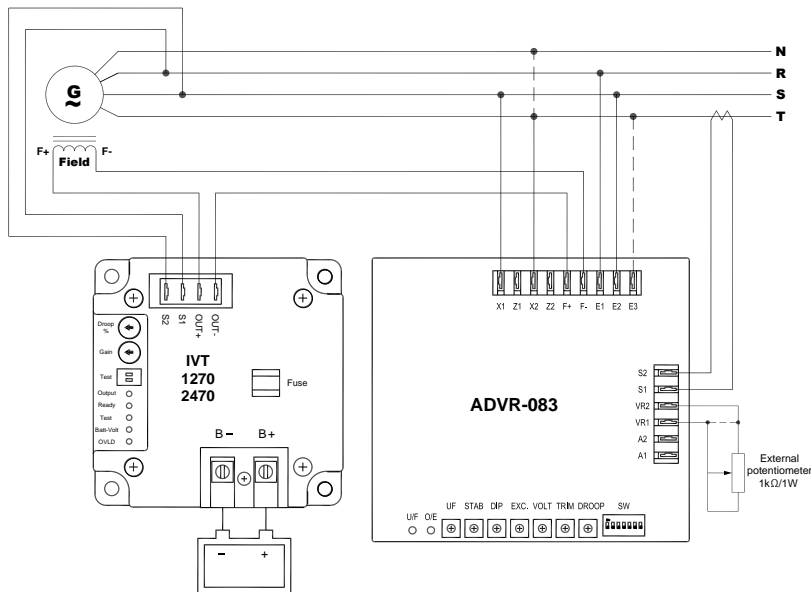 N
R
S
T
G
~
F+ F-
Field
S2 S1 OUT+ OUT-
Droop
%
Gain
Test
Output
Ready
Test
Batt-Volt
OVLD
IVT
1270
2470
Fuse
B− B+
− +
X1 Z1 X2 Z2 F+ F- E1 E2 E3
ADVR-083
S2
S1
VR2
VR1
A2
A1
External
potentiometer
1kΩ/1W
U/F O/E UF STAB DIP EXC. VOLT TRIM DROOP SW